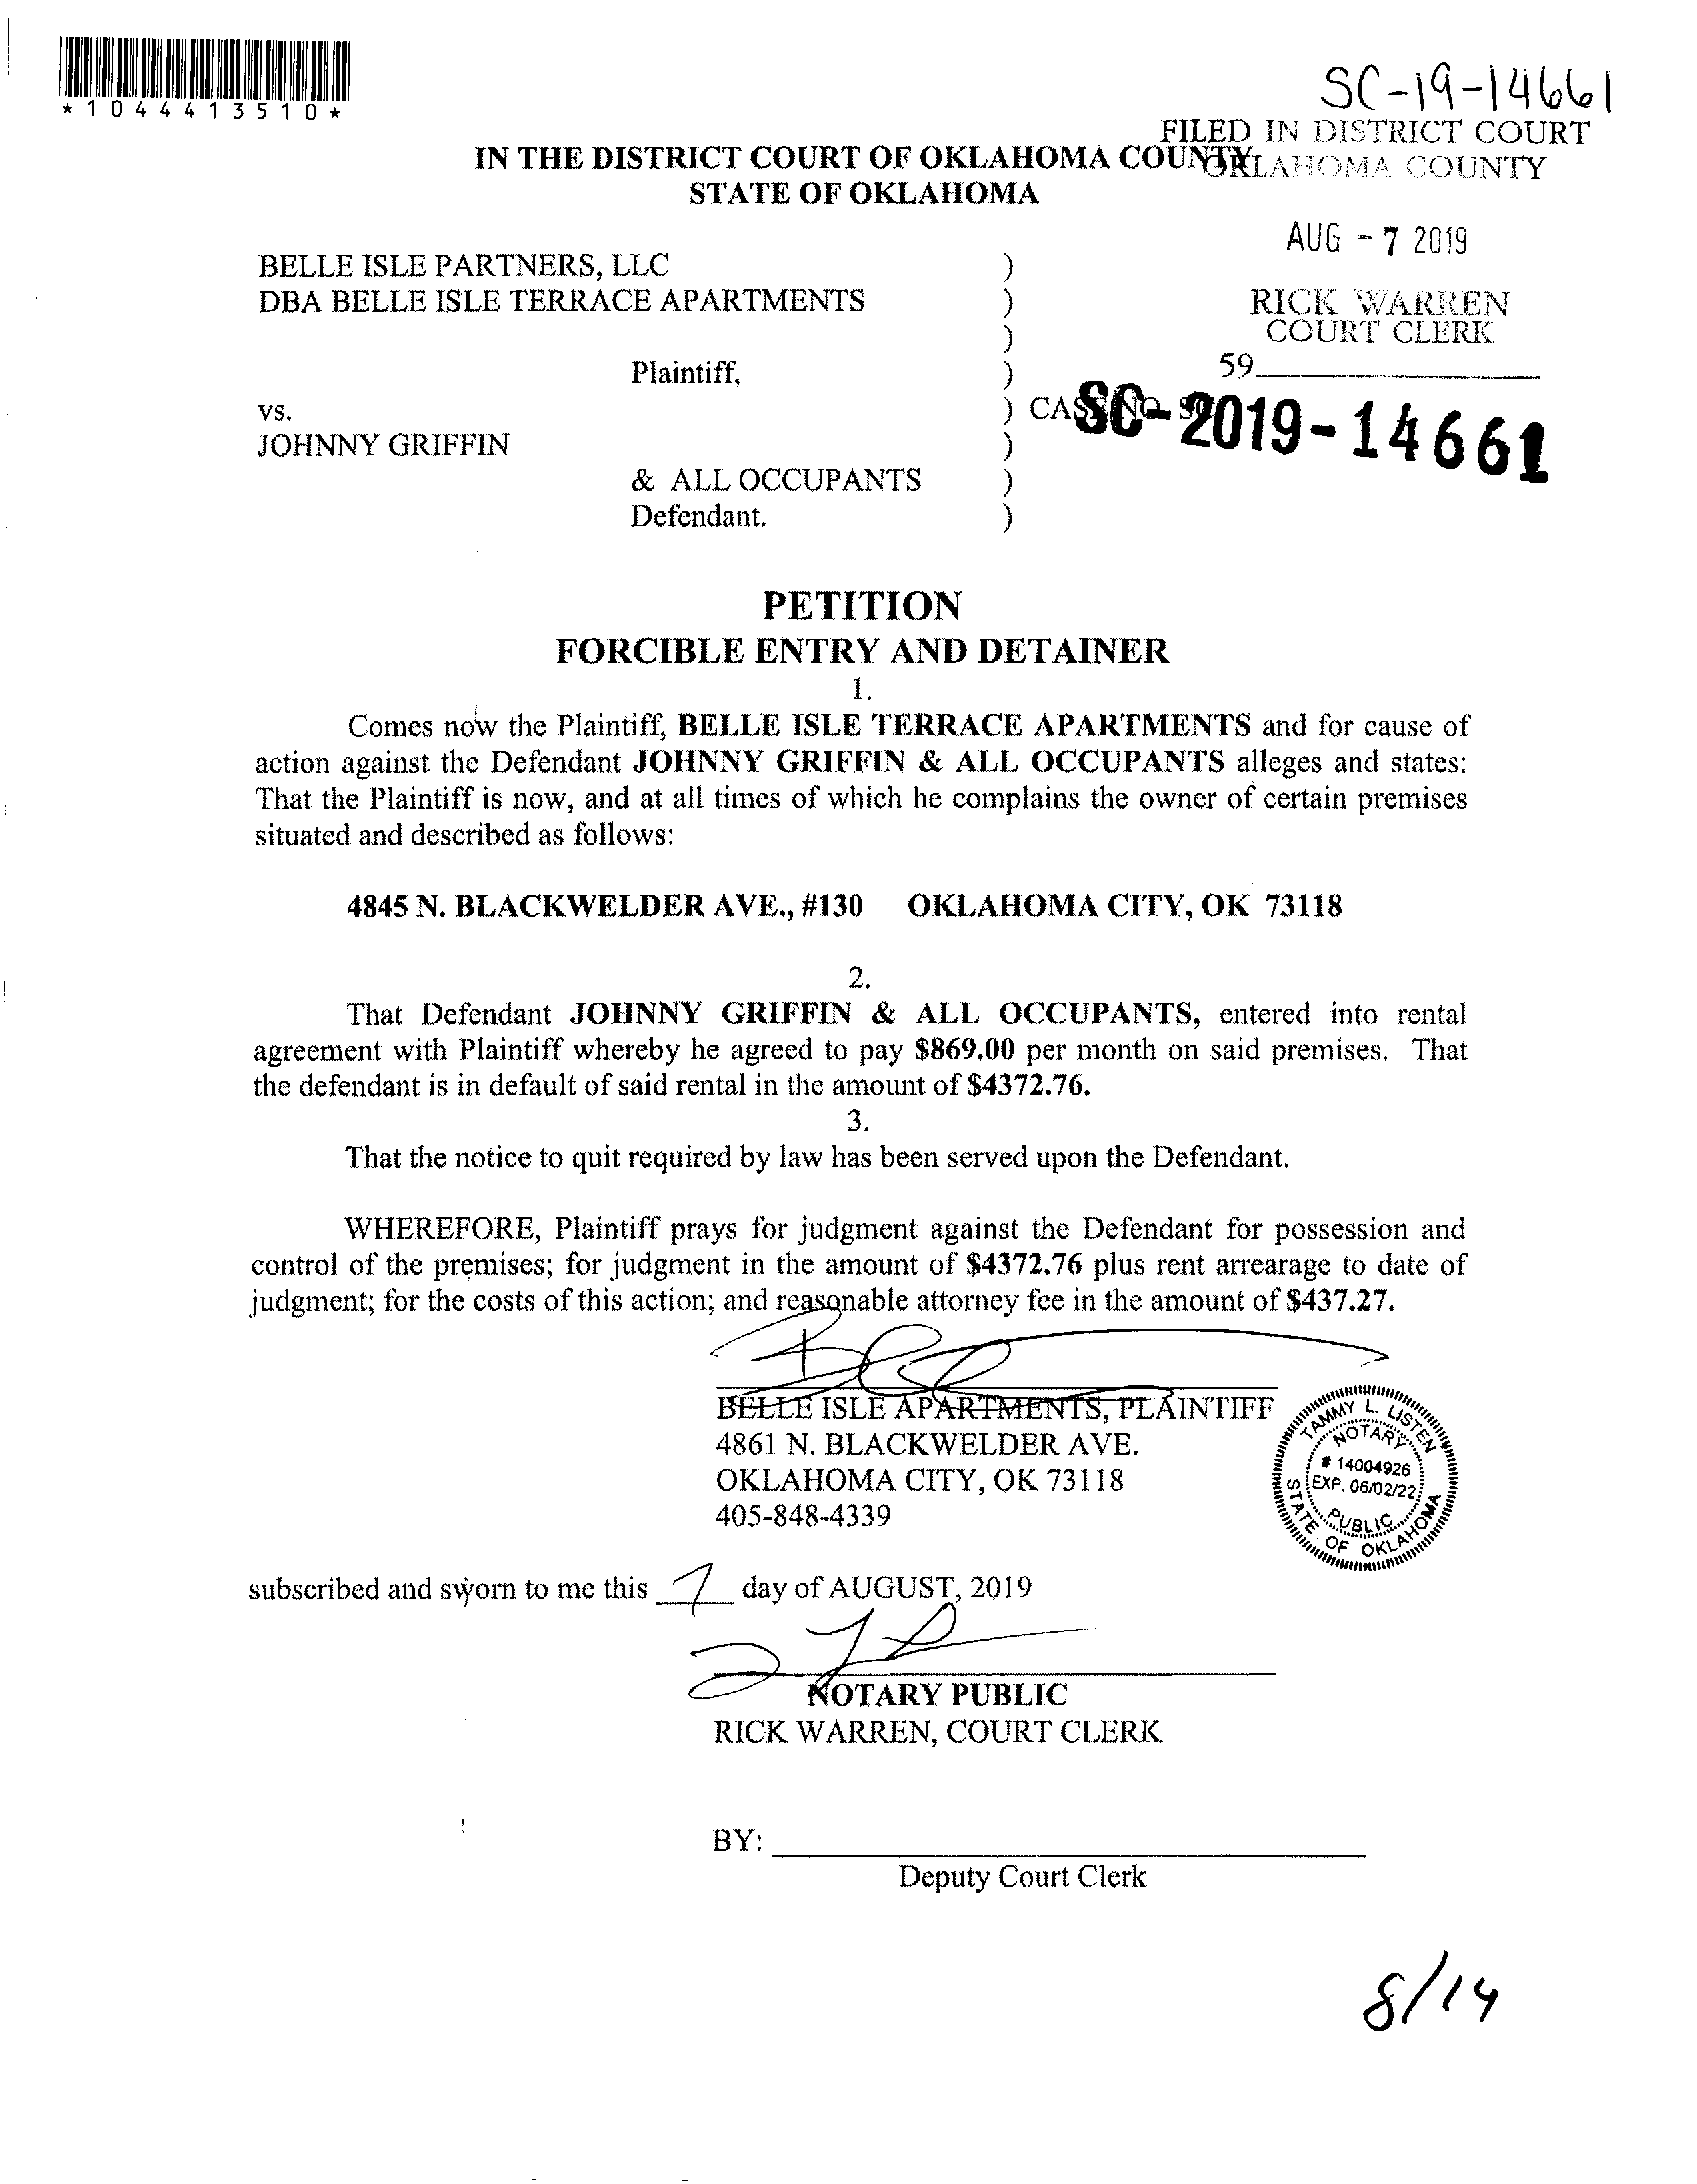 *1044413510*
SC-19-14661
FILED IN DISTRICT COURT
OKLAHOMA COUNTY
IN THE DISTRICT COURT OF OKLAHOMA COUNTY
STATE OF OKLAHOMA
AUG - 7 2019
BELLE ISLE PARTNERS, LLC )
DBA BELLE ISLE TERRACE APARTMENTS )
RICK WARREN
COURT CLERK
)
59
Plaintiff, )
vs. ) CASE NO. SC-2019-14661
JOHNNY GRIFFIN )
& ALL OCCUPANTS )
Defendant. )
PETITION
FORCIBLE ENTRY AND DETAINER
1.
Comes now the Plaintiff, BELLE ISLE TERRACE APARTMENTS and for cause of
action against the Defendant JOHNNY GRIFFIN & ALL OCCUPANTS alleges and states:
That the Plaintiff is now, and at all times of which he complains the owner of certain premises
situated and described as follows:
4845 N. BLACKWELDER AVE., #130 OKLAHOMA CITY, OK 73118
2.
That Defendant JOHNNY GRIFFIN & ALL OCCUPANTS, entered into rental
agreement with Plaintiff whereby he agreed to pay $869.00 per month on said premises. That
the defendant is in default of said rental in the amount of $4372.76.
3.
That the notice to quit required by law has been served upon the Defendant.
WHEREFORE, Plaintiff prays for judgment against the Defendant for possession and
control of the premises; for judgment in the amount of $4372.76 plus rent arrearage to date of
judgment; for the costs of this action; and reasonable attorney fee in the amount of $437.27.
BELLE ISLE APARTMENTS, PLAINTIFF
4861 N. BLACKWELDER AVE.
OKLAHOMA CITY, OK 73118
405-848-4339
TAMMY L. LISTEN
NOTARY
# 14004926
EXP. 06/02/22
PUBLIC
STATE OF OKLAHOMA
subscribed and sworn to me this 7 day of AUGUST, 2019
NOTARY PUBLIC
RICK WARREN, COURT CLERK
BY:
Deputy Court Clerk
8/14